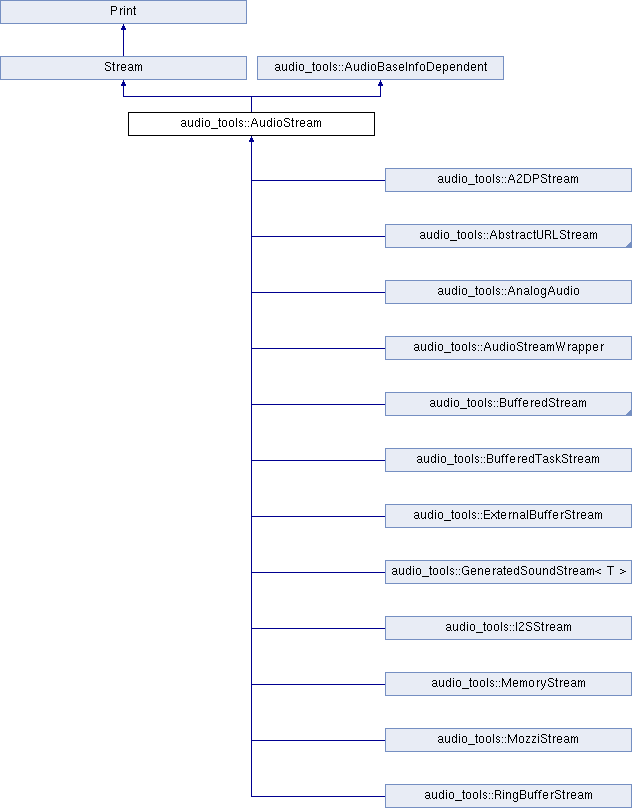 Print
Stream
audio_tools::AudioBaseInfoDependent
audio_tools::AudioStream
audio_tools::A2DPStream
audio_tools::AbstractURLStream
audio_tools::AnalogAudio
audio_tools::AudioStreamWrapper
audio_tools::BufferedStream
audio_tools::BufferedTaskStream
audio_tools::ExternalBufferStream
audio_tools::GeneratedSoundStream< T >
audio_tools::I2SStream
audio_tools::MemoryStream
audio_tools::MozziStream
audio_tools::RingBufferStream